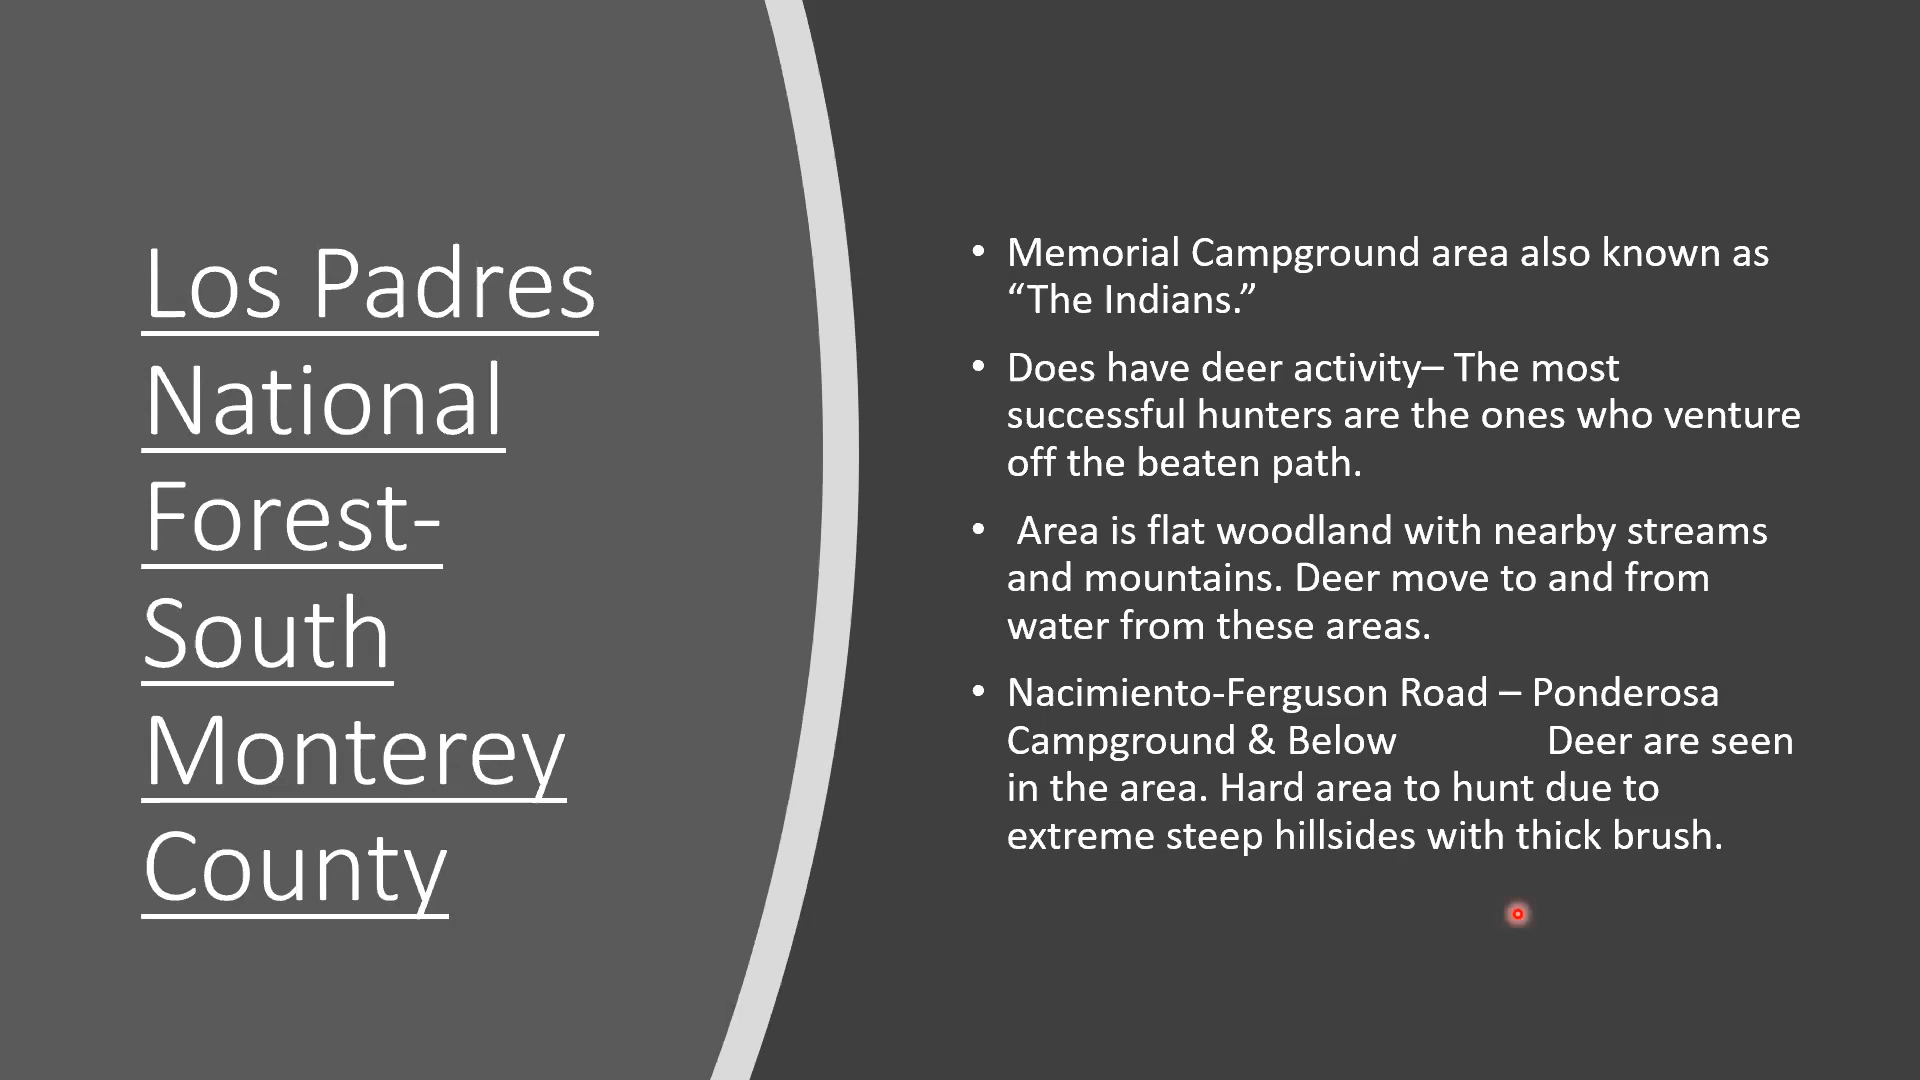 Los Padres
National
Forest-
South
Monterey
County
• Memorial Campground area also known as
“The Indians.”
• Does have deer activity– The most
successful hunters are the ones who venture
off the beaten path.
• Area is flat woodland with nearby streams
and mountains. Deer move to and from
water from these areas.
• Nacimiento-Ferguson Road – Ponderosa
Campground & Below Deer are seen
in the area. Hard area to hunt due to
extreme steep hillsides with thick brush.